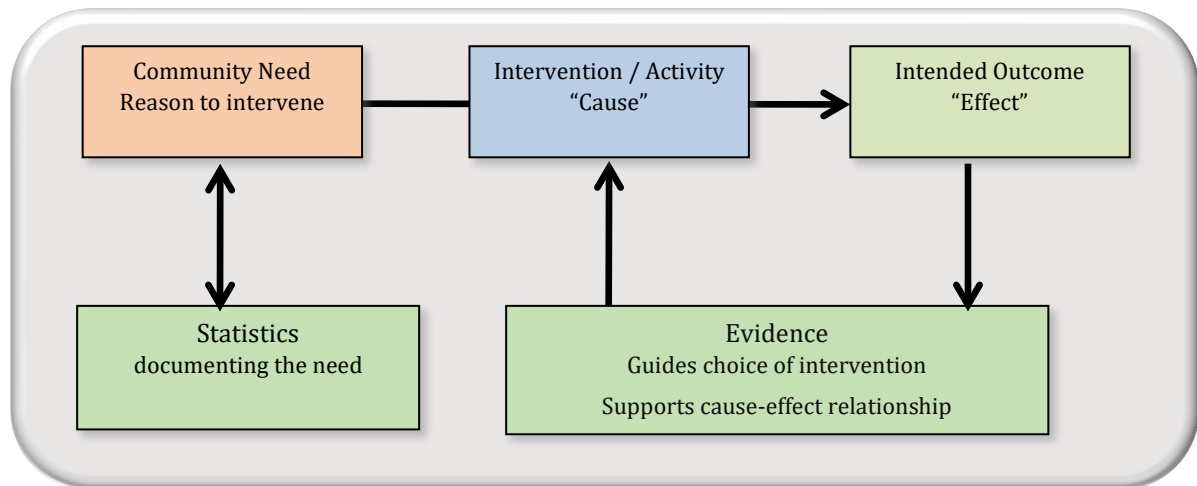 Community Need
Reason to intervene
Intervention / Activity
“Cause”
Intended Outcome
“Effect”
Statistics
documenting the need
Evidence
Guides choice of intervention
Supports cause-effect relationship